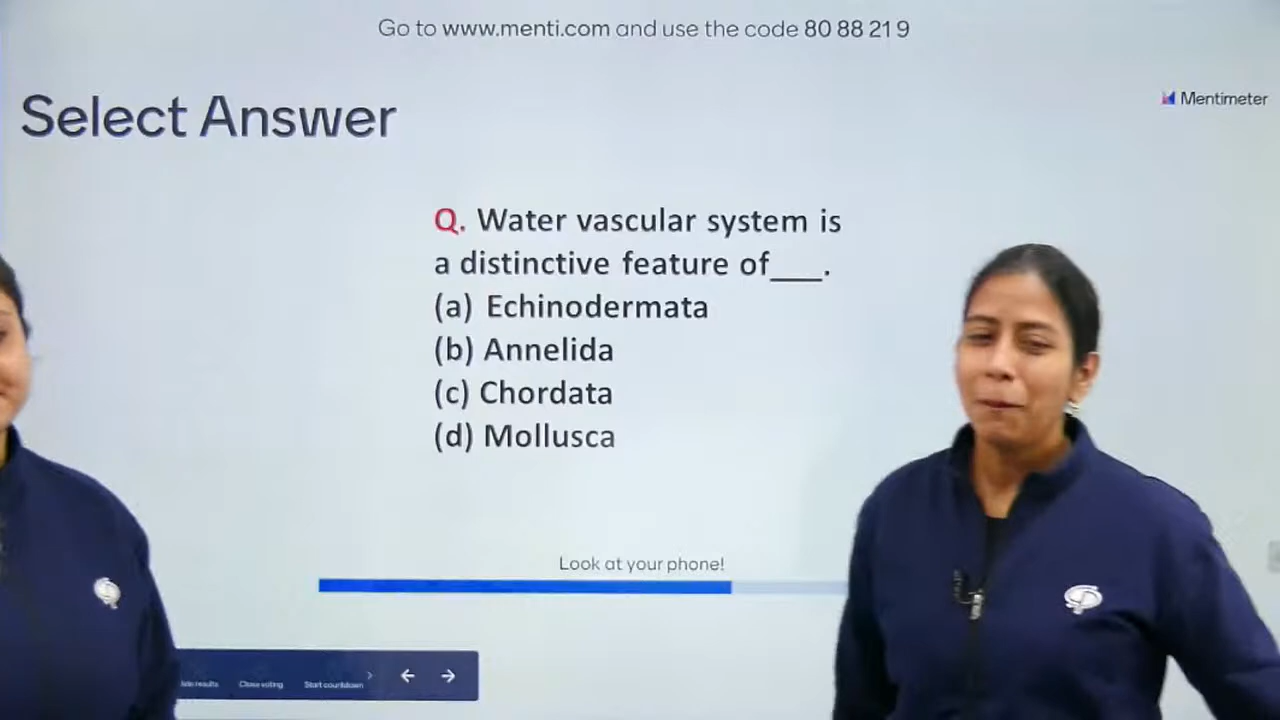 Go to www.menti.com and use the code 80 88 21 9
Select Answer
Mentimeter
Q. Water vascular system is
a distinctive feature of___.
(a) Echinodermata
(b) Annelida
(c) Chordata
(d) Mollusca
Look at your phone!
results Close voting Start countdown